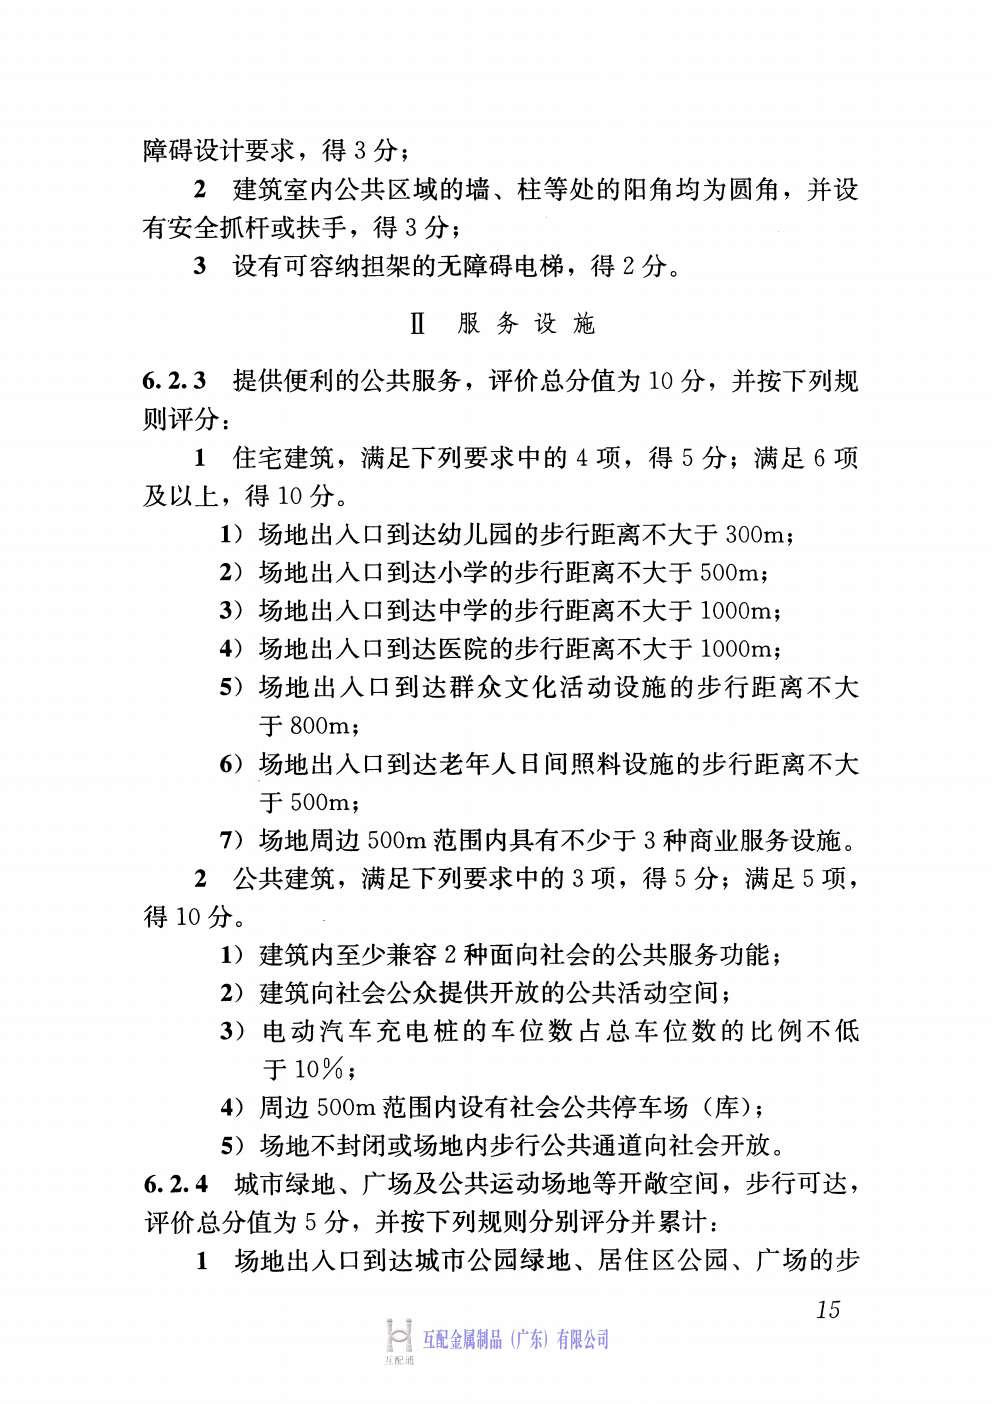 障碍设计要求，得 3 分；
2 建筑室内公共区域的墙、柱等处的阳角均为圆角，并设
有安全抓杆或扶手，得 3 分；
3 设有可容纳担架的无障碍电梯，得 2 分。
Ⅱ 服务设施
6.2.3 提供便利的公共服务，评价总分值为 10 分，并按下列规
则评分：
1 住宅建筑，满足下列要求中的 4 项，得 5 分；满足 6 项
及以上，得 10 分。
1）场地出入口到达幼儿园的步行距离不大于 300m；
2）场地出入口到达小学的步行距离不大于 500m；
3）场地出入口到达中学的步行距离不大于 1000m；
4）场地出入口到达医院的步行距离不大于 1000m；
5）场地出入口到达群众文化活动设施的步行距离不大
于 800m；
6）场地出入口到达老年人日间照料设施的步行距离不大
于 500m；
7）场地周边 500m 范围内具有不少于 3 种商业服务设施。
2 公共建筑，满足下列要求中的 3 项，得 5 分；满足 5 项，
得 10 分。
1）建筑内至少兼容 2 种面向社会的公共服务功能；
2）建筑向社会公众提供开放的公共活动空间；
3）电动汽车充电桩的车位数占总车位数的比例不低
于 10%；
4）周边 500m 范围内设有社会公共停车场（库）；
5）场地不封闭或场地内步行公共通道向社会开放。
6.2.4 城市绿地、广场及公共运动场地等开敞空间，步行可达，
评价总分值为 5 分，并按下列规则分别评分并累计：
1 场地出入口到达城市公园绿地、居住区公园、广场的步
15
互配金属制品（广东）有限公司
互配通